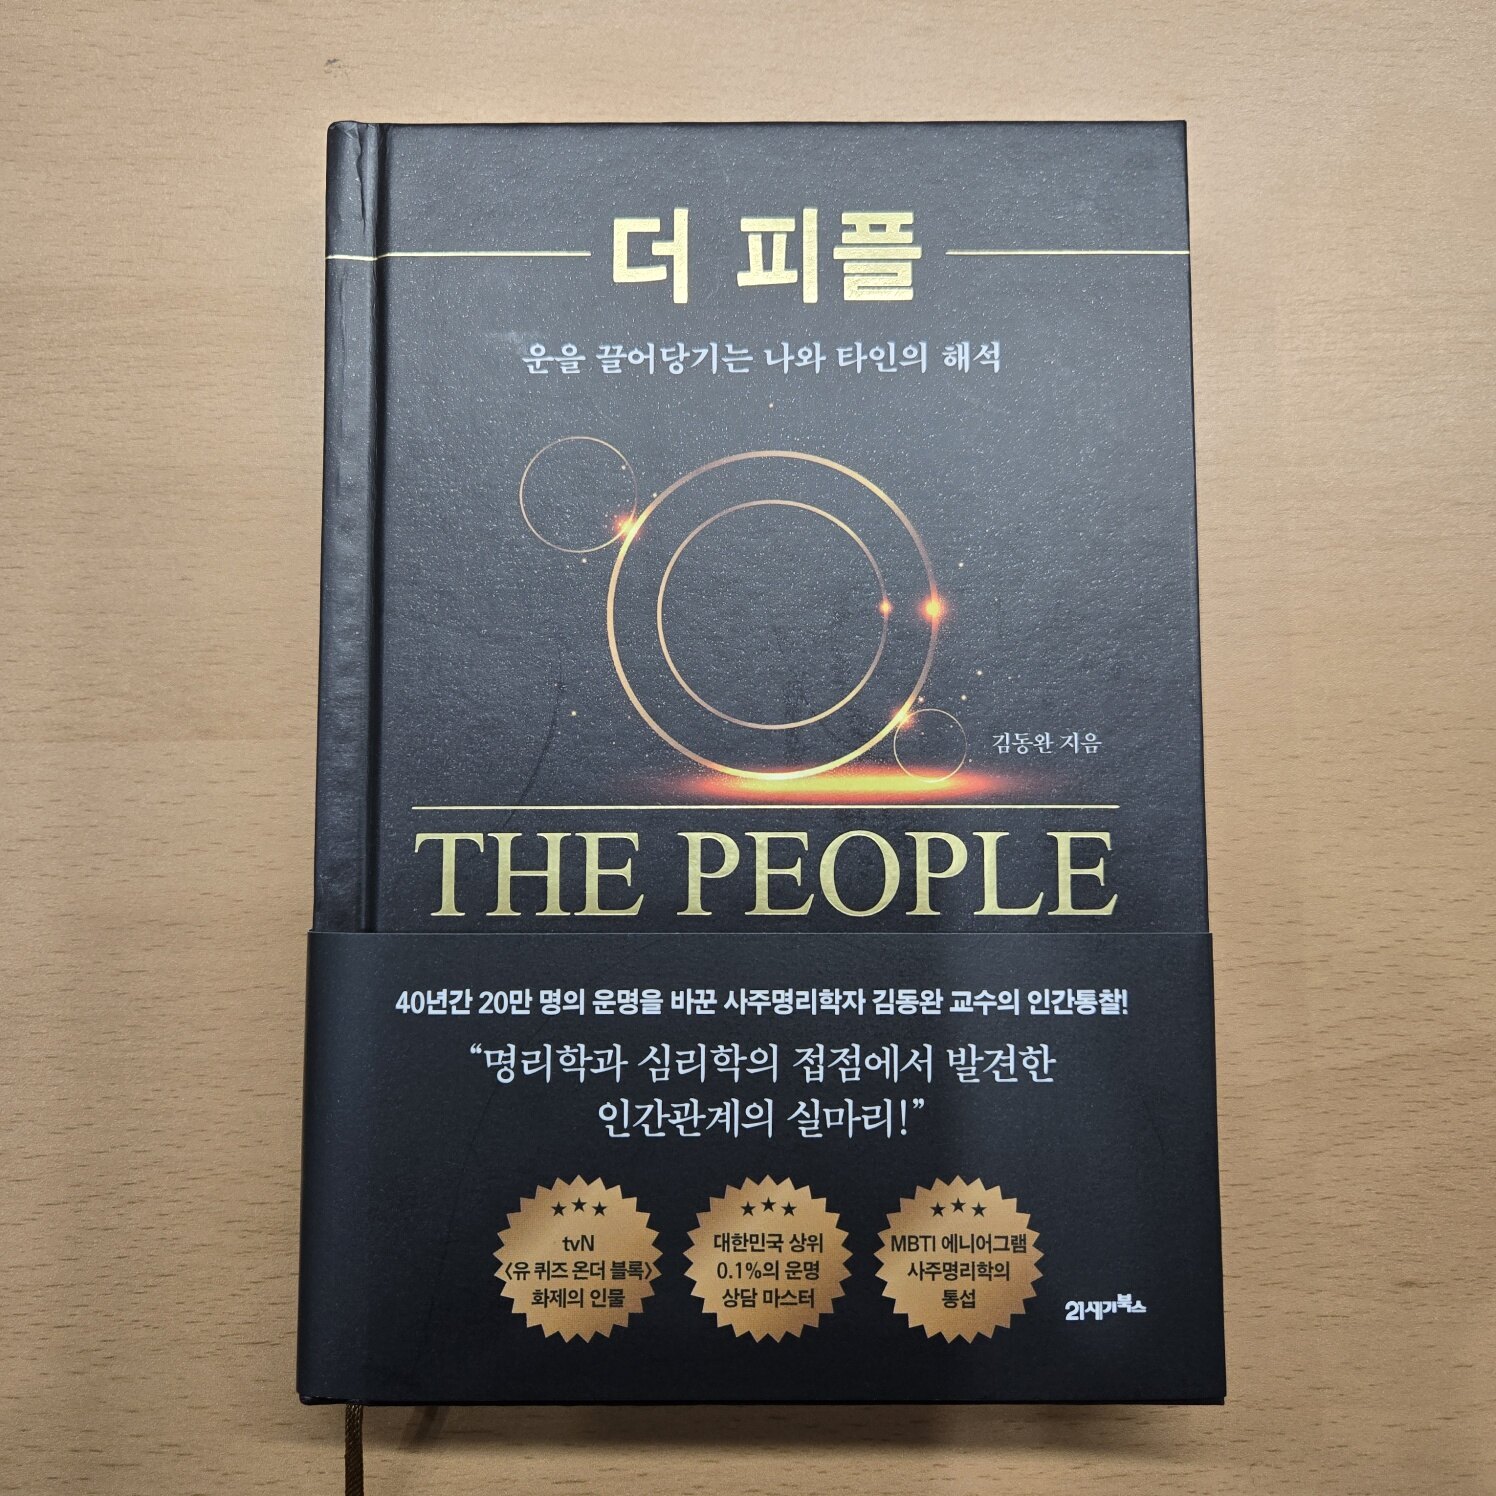 더 피플
운을 끌어당기는 나와 타인의 해석
김동완 지음
THE PEOPLE
40년간 20만 명의 운명을 바꾼 사주명리학자 김동완 교수의 인간통찰!
“명리학과 심리학의 접점에서 발견한
인간관계의 실마리!”
tvN
〈유 퀴즈 온더 블록〉
화제의 인물
대한민국 상위
0.1%의 운명
상담 마스터
MBTI 에니어그램
사주명리학의
통섭
21세기북스